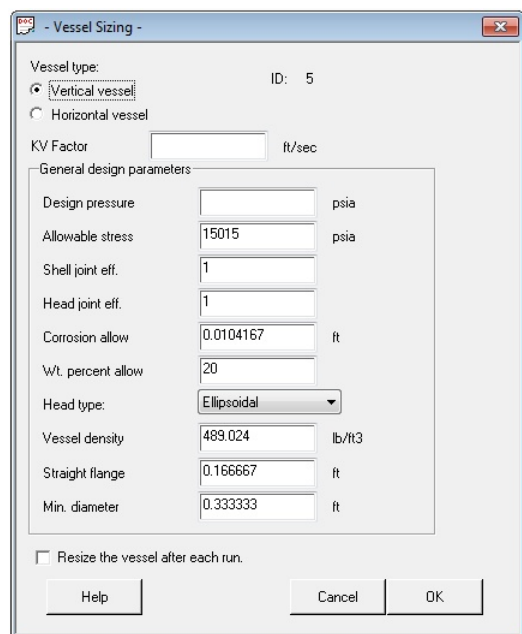 - Vessel Sizing -
Vessel type:
ID: 5
Vertical vessel
Horizontal vessel
KV Factor ft/sec
General design parameters
Design pressure psia
Allowable stress 15015 psia
Shell joint eff. 1
Head joint eff. 1
Corrosion allow 0.0104167 ft
Wt. percent allow 20
Head type: Ellipsoidal
Vessel density 489.024 lb/ft3
Straight flange 0.166667 ft
Min. diameter 0.333333 ft
Resize the vessel after each run.
Help Cancel OK